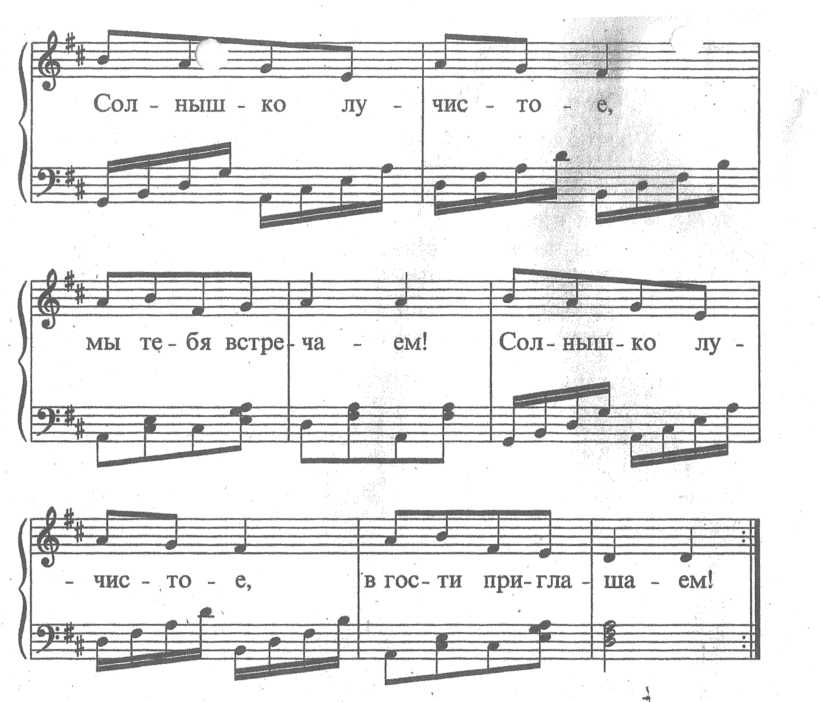 Сол - ныш - ко лу - чис - то - е,
мы те - бя встре - ча - ем! Сол - ныш - ко лу -
- чис - то - е, в гос - ти при - гла - ша - ем!